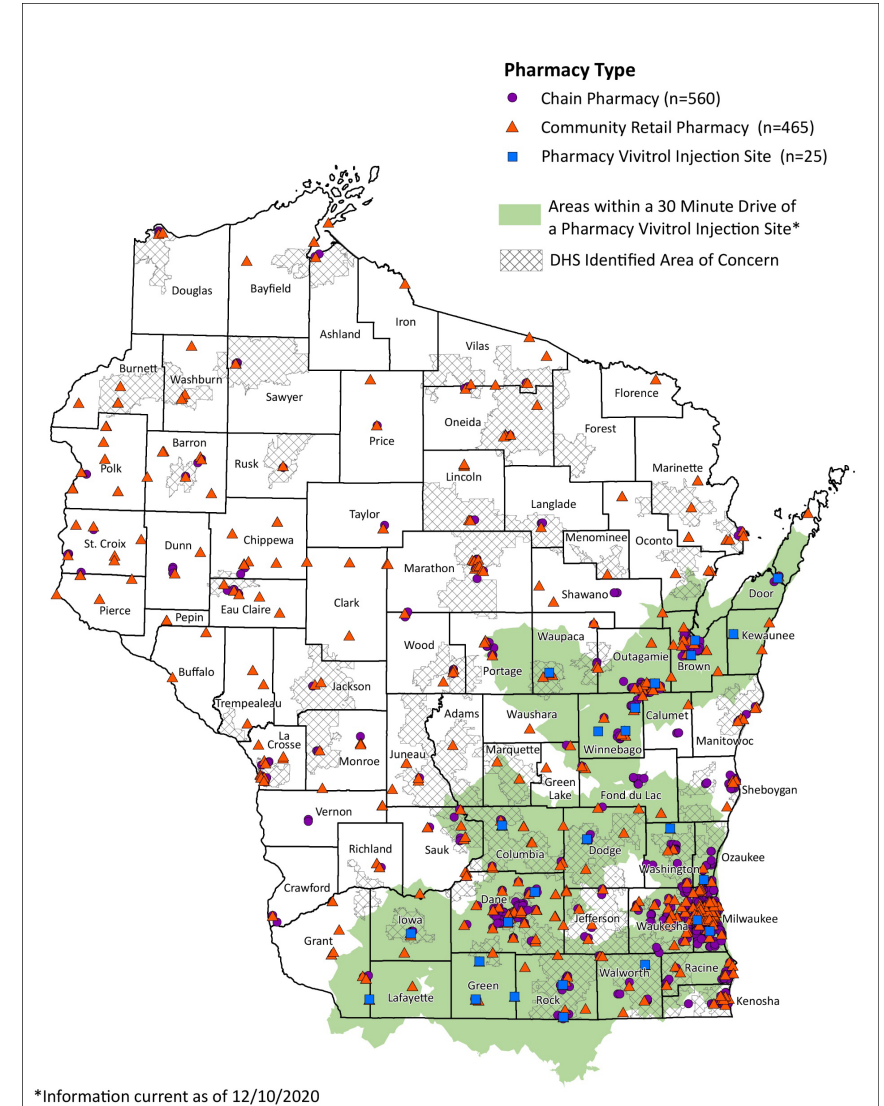 Pharmacy Type
Chain Pharmacy (n=560)
Community Retail Pharmacy (n=465)
Pharmacy Vivitrol Injection Site (n=25)
Areas within a 30 Minute Drive of
a Pharmacy Vivitrol Injection Site*
DHS Identified Area of Concern
Douglas
Bayfield
Ashland
Iron
Vilas
Burnett
Washburn
Sawyer
Price
Oneida
Forest
Florence
Marinette
Polk
Barron
Rusk
Lincoln
Langlade
Taylor
Menominee
Oconto
St. Croix
Dunn
Chippewa
Marathon
Shawano
Door
Pierce
Pepin
Eau Claire
Clark
Wood
Portage
Waupaca
Outagamie
Brown
Kewaunee
Buffalo
Trempealeau
Jackson
Adams
Waushara
Winnebago
Calumet
Manitowoc
La
Crosse
Monroe
Juneau
Marquette
Green
Lake
Fond du Lac
Sheboygan
Vernon
Richland
Sauk
Columbia
Dodge
Washington
Ozaukee
Crawford
Grant
Iowa
Dane
Jefferson
Waukesha
Milwaukee
Lafayette
Green
Rock
Walworth
Racine
Kenosha
*Information current as of 12/10/2020